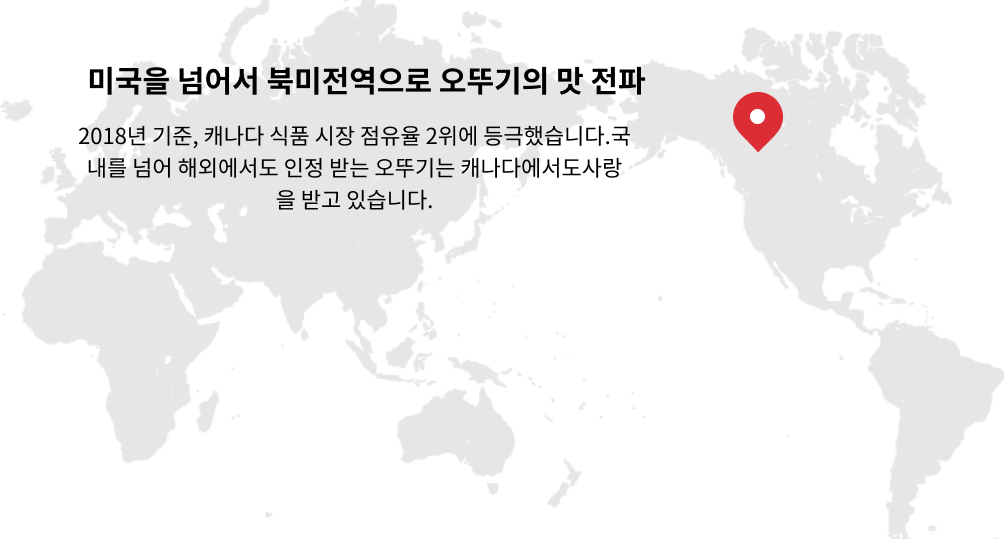 미국을 넘어서 북미전역으로 오뚜기의 맛 전파
2018년 기준, 캐나다 식품 시장 점유율 2위에 등극했습니다.국
내를 넘어 해외에서도 인정 받는 오뚜기는 캐나다에서도사랑
을 받고 있습니다.